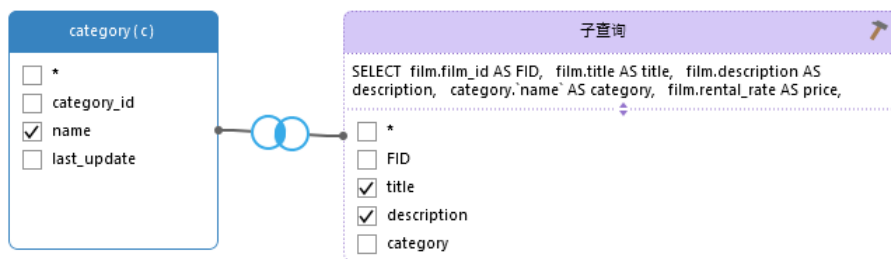 category ( c )
*
category_id
name
last_update
子查询
SELECT film.film_id AS FID, film.title AS title, film.description AS
description, category.`name` AS category, film.rental_rate AS price,
*
FID
title
description
category